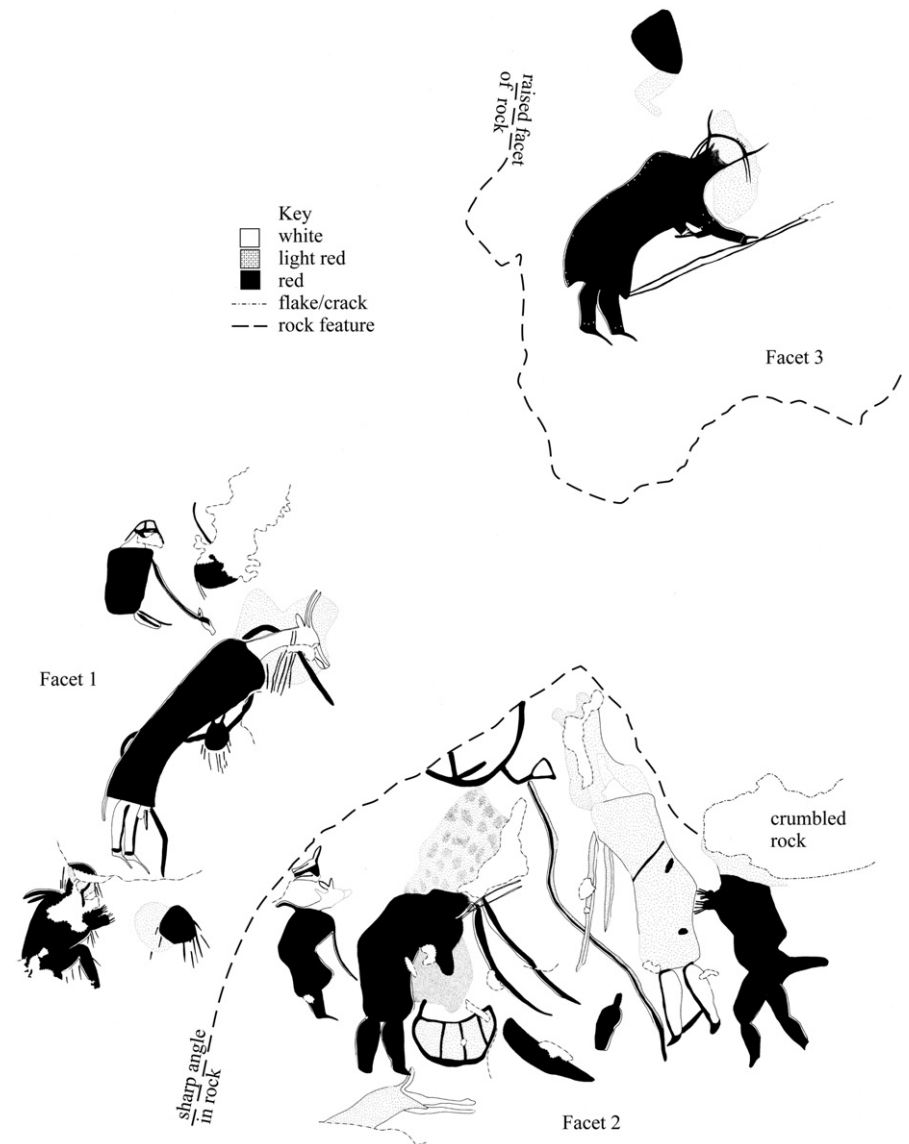 raised facet
of rock
Key
white
light red
red
flake/crack
rock feature
Facet 3
Facet 1
crumbled
rock
sharp angle
in rock
Facet 2